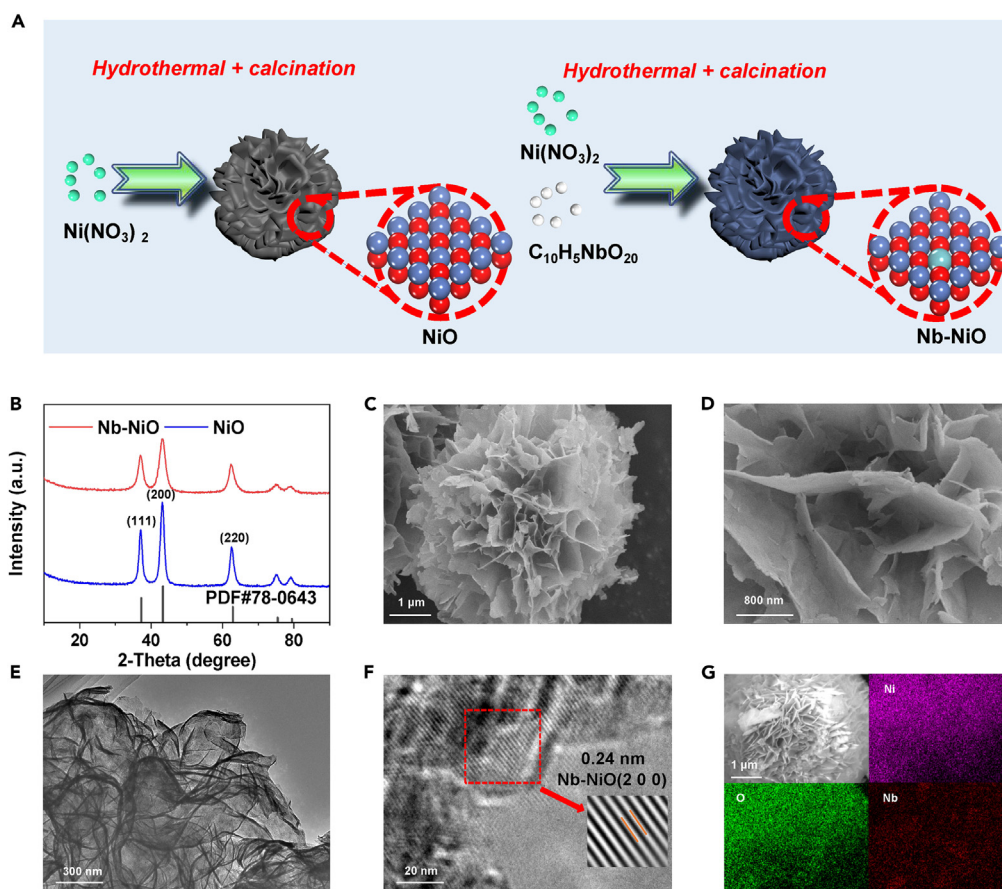 A
Hydrothermal + calcination
Hydrothermal + calcination
Ni(NO₃) ₂
NiO
Ni(NO₃)₂
C₁₀H₅NbO₂₀
Nb-NiO
B
Nb-NiO
NiO
(111)
(200)
(220)
PDF#78-0643
Intensity (a.u.)
20
40
60
80
2-Theta (degree)
C
1 µm
D
800 nm
E
300 nm
F
0.24 nm
Nb-NiO(2 0 0)
20 nm
G
1 µm
Ni
O
Nb